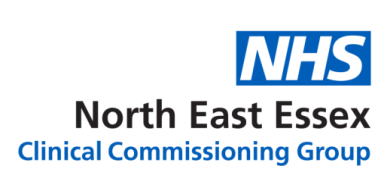 NHS
North East Essex
Clinical Commissioning Group